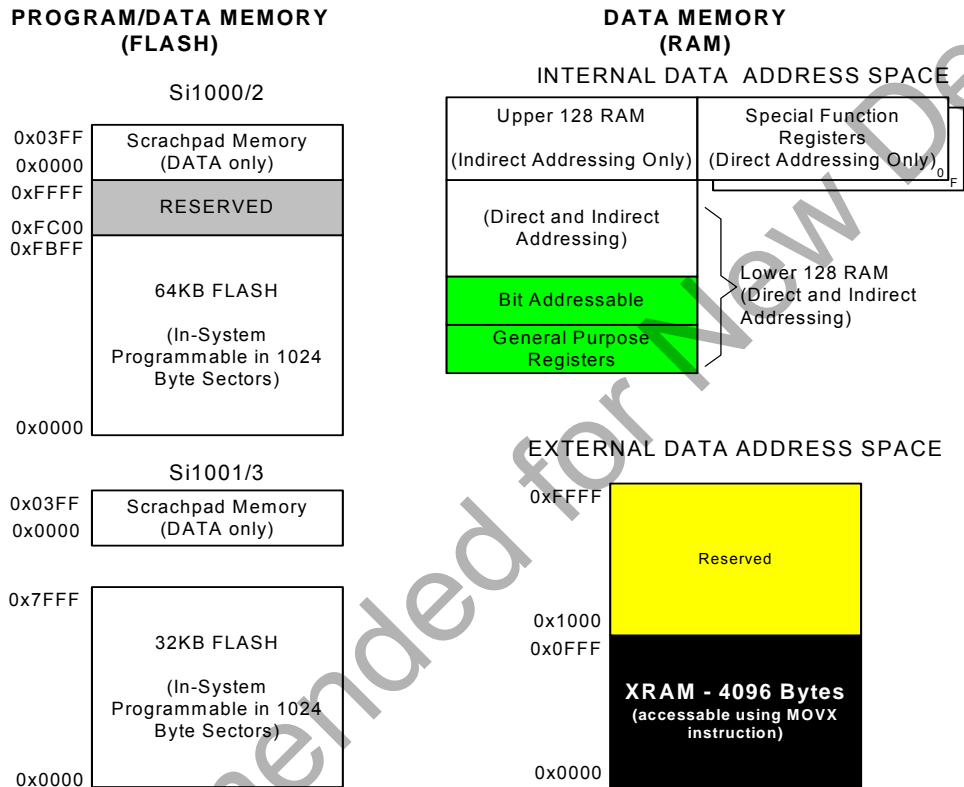 PROGRAM/DATA MEMORY
(FLASH)
Si1000/2
0x03FF
0x0000
Scrachpad Memory
(DATA only)
0xFFFF
RESERVED
0xFC00
0xFBFF
64KB FLASH
(In-System
Programmable in 1024
Byte Sectors)
0x0000
Si1001/3
0x03FF
0x0000
Scrachpad Memory
(DATA only)
0x7FFF
32KB FLASH
(In-System
Programmable in 1024
Byte Sectors)
0x0000
DATA MEMORY
(RAM)
INTERNAL DATA ADDRESS SPACE
Upper 128 RAM
(Indirect Addressing Only)
Special Function
Registers
(Direct Addressing Only)
0
F
(Direct and Indirect
Addressing)
Bit Addressable
General Purpose
Registers
Lower 128 RAM
(Direct and Indirect
Addressing)
EXTERNAL DATA ADDRESS SPACE
0xFFFF
Reserved
0x1000
0x0FFF
XRAM - 4096 Bytes
(accessable using MOVX
instruction)
0x0000
mended for New De